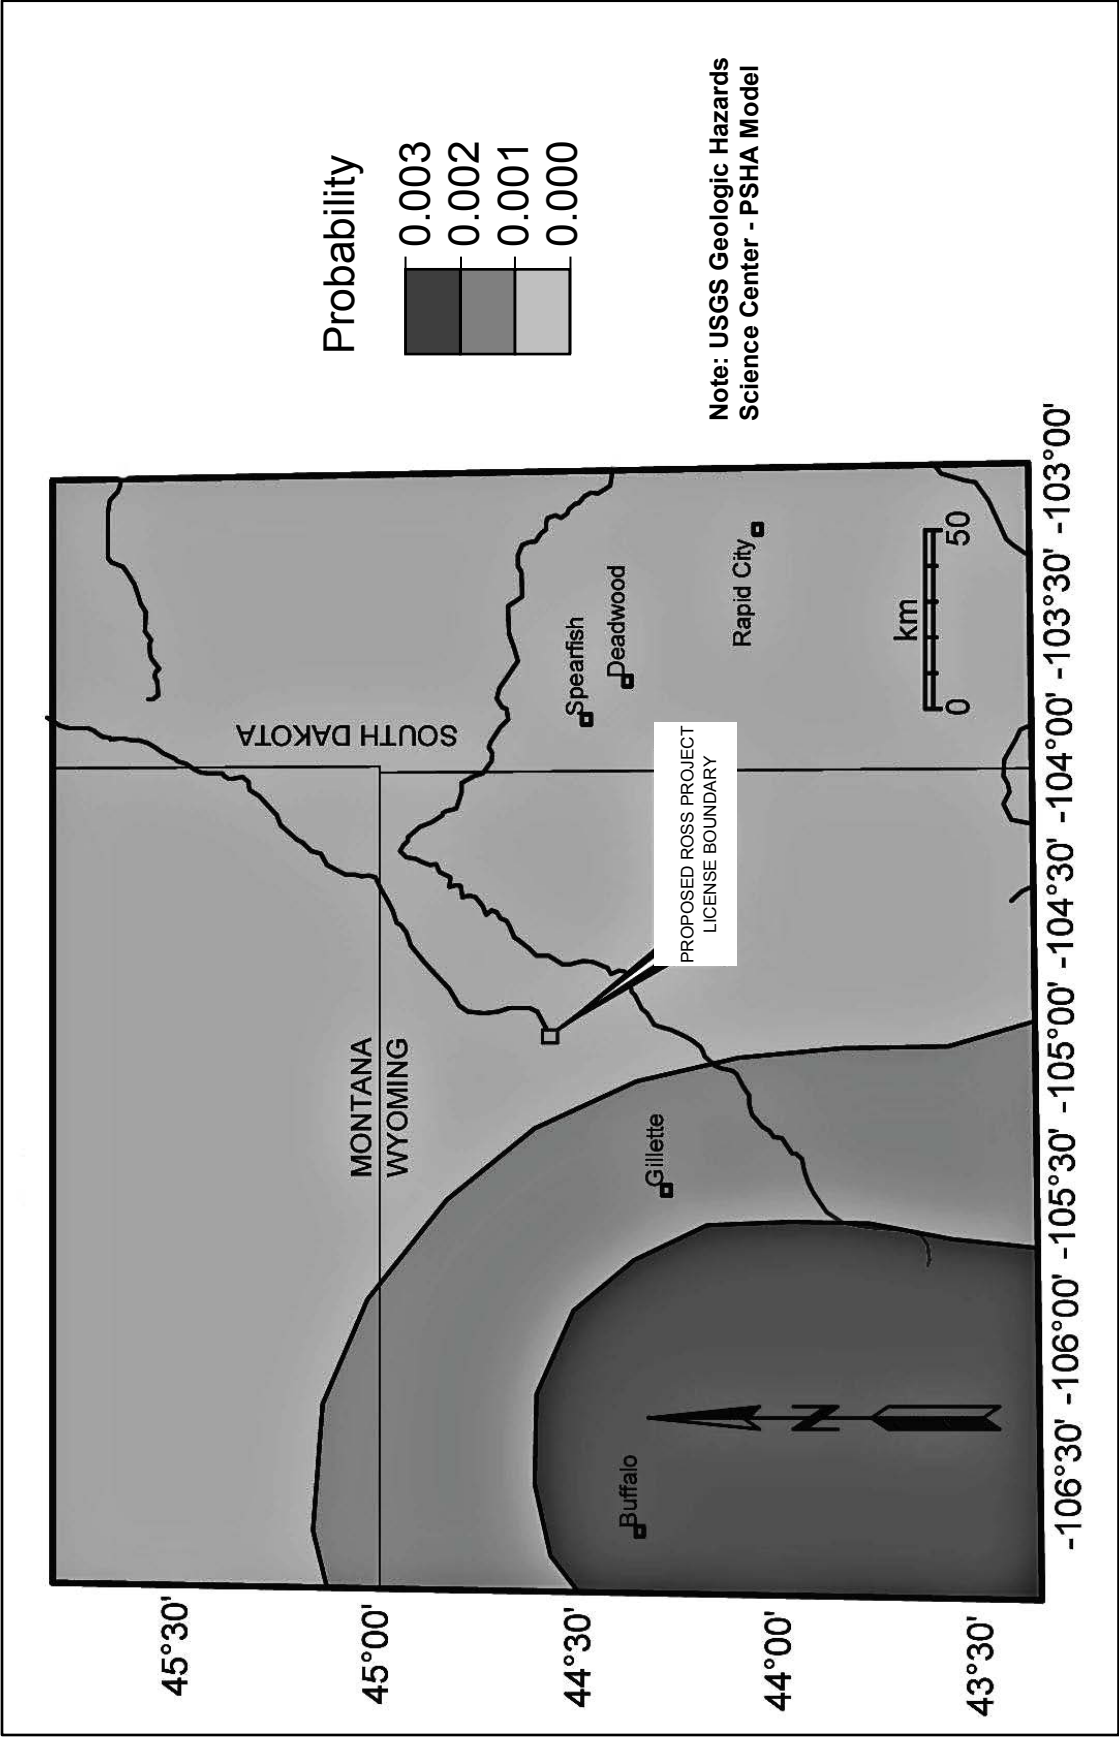 Probability
0.003
0.002
0.001
0.000
Note: USGS Geologic Hazards
Science Center - PSHA Model
MONTANA
WYOMING
SOUTH DAKOTA
Buffalo
Gillette
Spearfish
Deadwood
Rapid City
PROPOSED ROSS PROJECT
LICENSE BOUNDARY
N
km
0 50
45°30'
45°00'
44°30'
44°00'
43°30'
-106°30' -106°00' -105°30' -105°00' -104°30' -104°00' -103°30' -103°00'